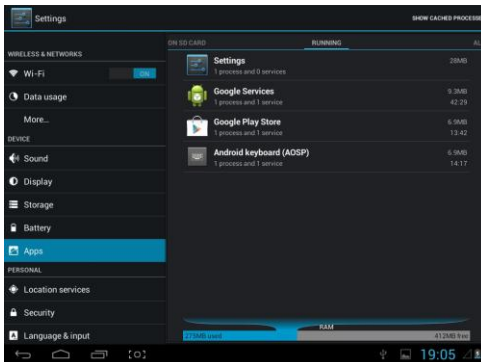 Settings
SHOW CACHED PROCESSE
WIRELESS & NETWORKS
Wi-Fi
ON
Data usage
More...
DEVICE
Sound
Display
Storage
Battery
Apps
PERSONAL
Location services
Security
Language & input
ON SD CARD
RUNNING
AL
Settings
28MB
1 process and 0 services
Google Services
9.3MB
1 process and 1 service
42:29
Google Play Store
6.9MB
1 process and 1 service
13:42
Android keyboard (AOSP)
6.9MB
1 process and 1 service
14:17
RAM
275MB used
412MB free
19:05